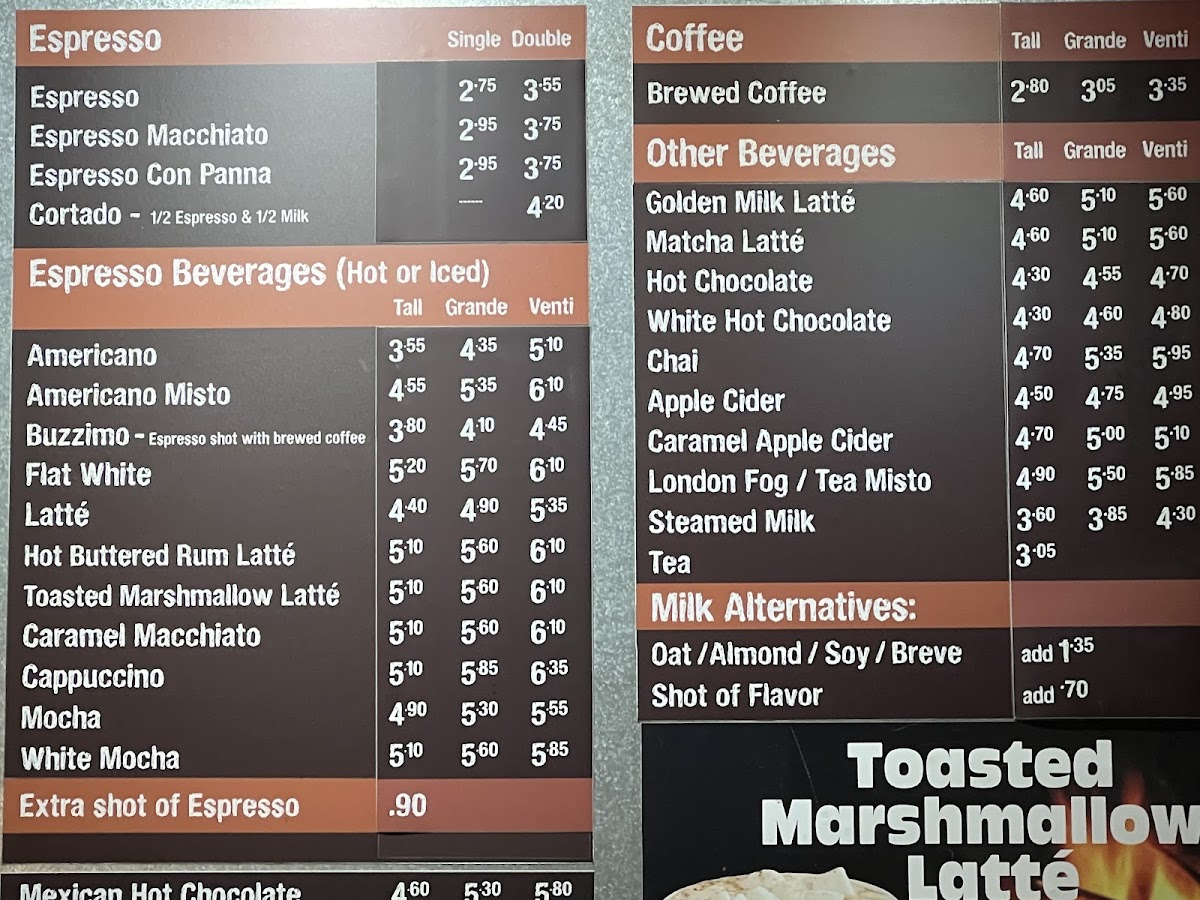 Espresso Single Double
Espresso 2.75 3.55
Espresso Macchiato 2.95 3.75
Espresso Con Panna 2.95 3.75
Cortado - 1/2 Espresso & 1/2 Milk ---- 4.20
Espresso Beverages (Hot or Iced)
Tall Grande Venti
Americano 3.55 4.35 5.10
Americano Misto 4.55 5.35 6.10
Buzzimo - Espresso shot with brewed coffee 3.80 4.10 4.45
Flat White 5.20 5.70 6.10
Latté 4.40 4.90 5.35
Hot Buttered Rum Latté 5.10 5.60 6.10
Toasted Marshmallow Latté 5.10 5.60 6.10
Caramel Macchiato 5.10 5.60 6.10
Cappuccino 5.10 5.85 6.35
Mocha 4.90 5.30 5.55
White Mocha 5.10 5.60 5.85
Extra shot of Espresso .90
Mexican Hot Chocolate 4.60 5.30 5.80
Coffee Tall Grande Venti
Brewed Coffee 2.80 3.05 3.35
Other Beverages Tall Grande Venti
Golden Milk Latté 4.60 5.10 5.60
Matcha Latté 4.60 5.10 5.60
Hot Chocolate 4.30 4.55 4.70
White Hot Chocolate 4.30 4.60 4.80
Chai 4.70 5.35 5.95
Apple Cider 4.50 4.75 4.95
Caramel Apple Cider 4.70 5.00 5.10
London Fog / Tea Misto 4.90 5.50 5.85
Steamed Milk 3.60 3.85 4.30
Tea 3.05
Milk Alternatives:
Oat /Almond / Soy / Breve add 1.35
Shot of Flavor add .70
Toasted
Marshmallow
Latté